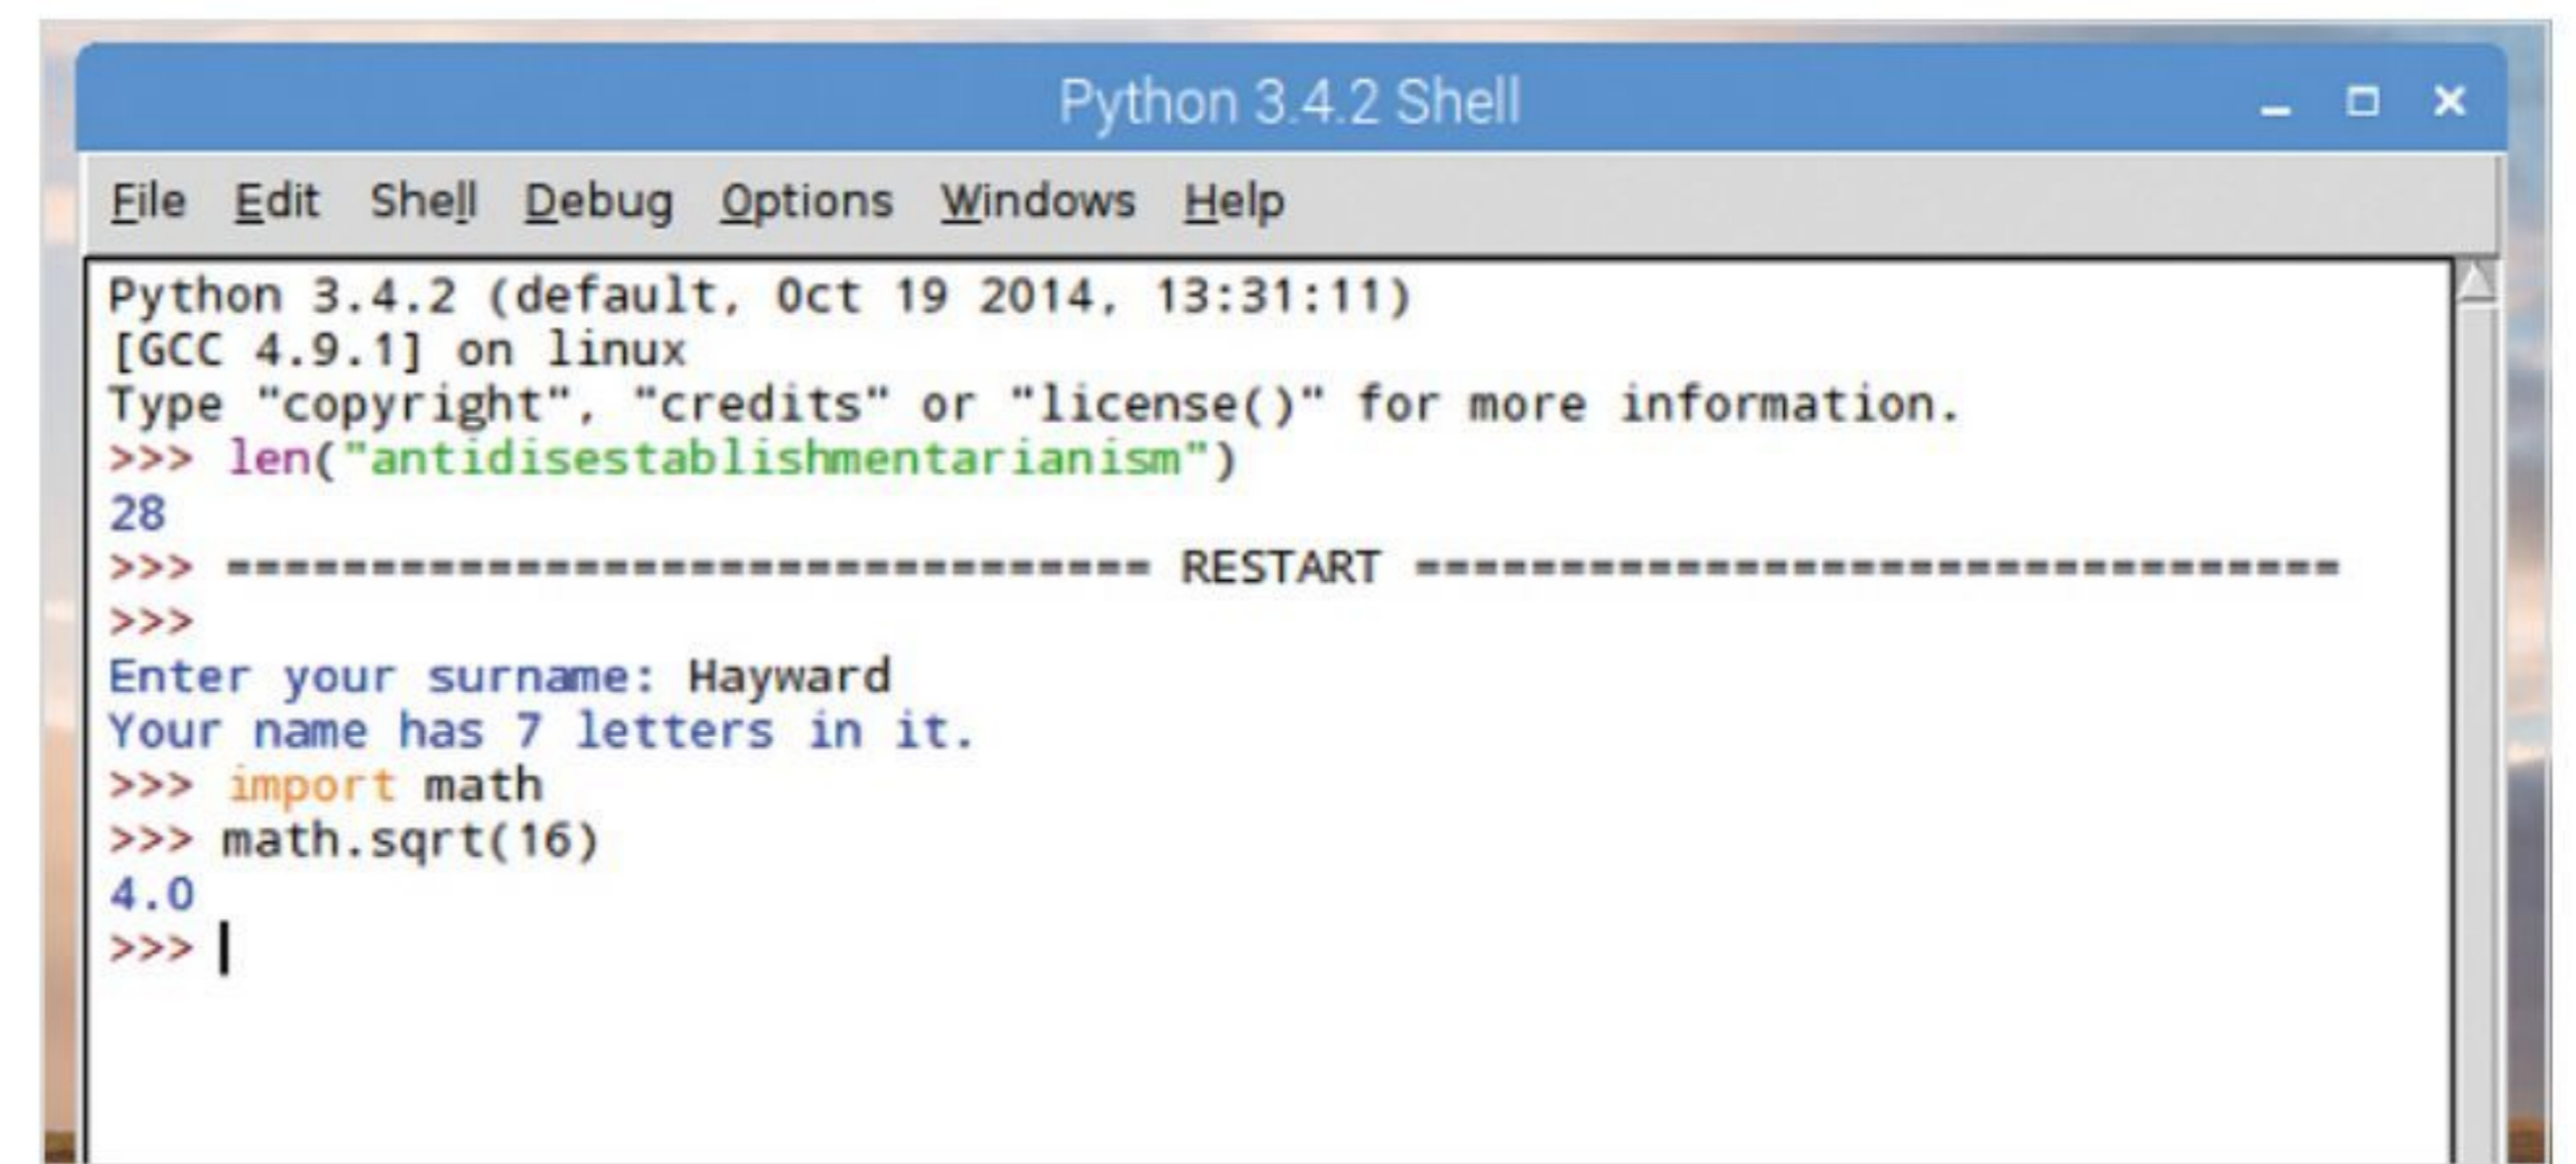 Python 3.4.2 Shell
File Edit Shell Debug Options Windows Help
Python 3.4.2 (default, Oct 19 2014, 13:31:11)
[GCC 4.9.1] on linux
Type "copyright", "credits" or "license()" for more information.
>>> len("antidisestablishmentarianism")
28
>>> ================================ RESTART ================================
>>>
Enter your surname: Hayward
Your name has 7 letters in it.
>>> import math
>>> math.sqrt(16)
4.0
>>>